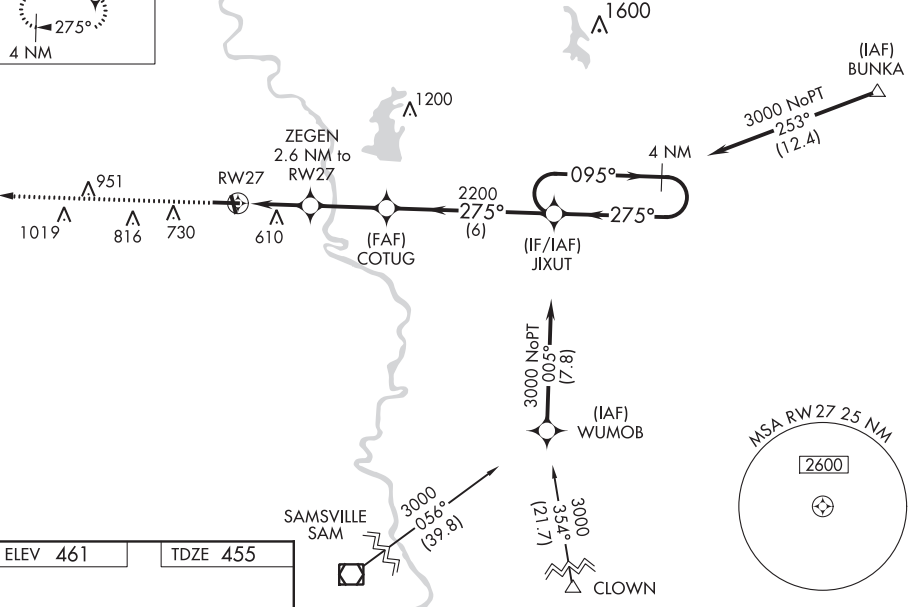 275°
4 NM
1600
(IAF)
BUNKA
3000 NoPT
253°
(12.4)
1200
ZEGEN
2.6 NM to
RW27
4 NM
951
RW27
095°
2200
275°
(6)
275°
1019
816
730
610
(FAF)
COTUG
(IF/IAF)
JIXUT
3000 NoPT
005°
(7.8)
(IAF)
WUMOB
MSA RW27 25 NM
2600
SAMSVILLE
SAM
3000
056°
(39.8)
3000
354°
(21.7)
CLOWN
ELEV 461
TDZE 455